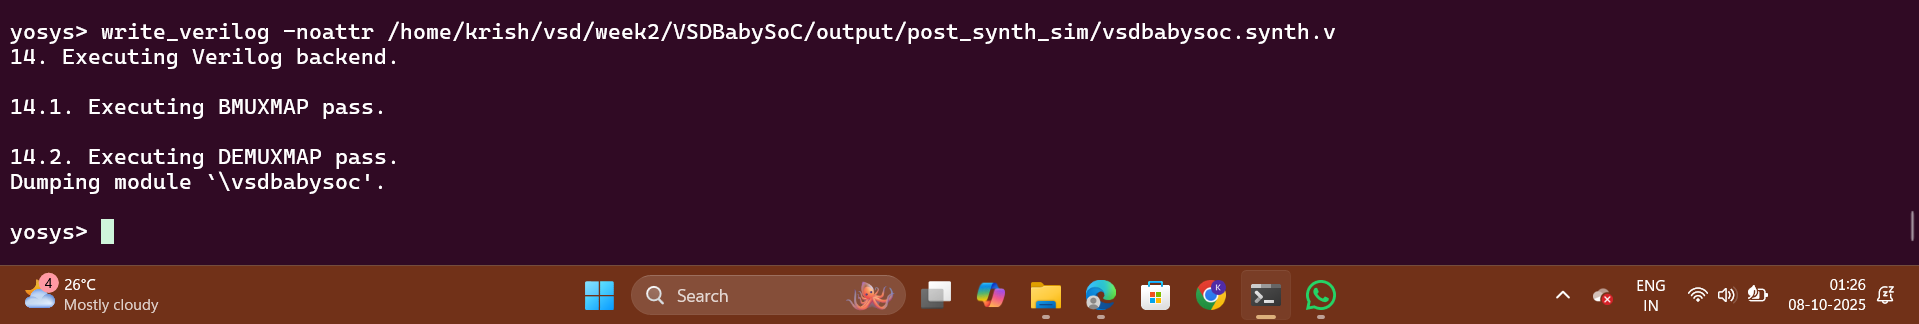 yosys> write_verilog -noattr /home/krish/vsd/week2/VSDBabySoC/output/post_synth_sim/vsdbabysoc.synth.v
14. Executing Verilog backend.
14.1. Executing BMUXMAP pass.
14.2. Executing DEMUXMAP pass.
Dumping module `\vsdbabysoc'.
yosys>
4
26°C
Mostly cloudy
Search
K
ENG
IN
01:26
08-10-2025